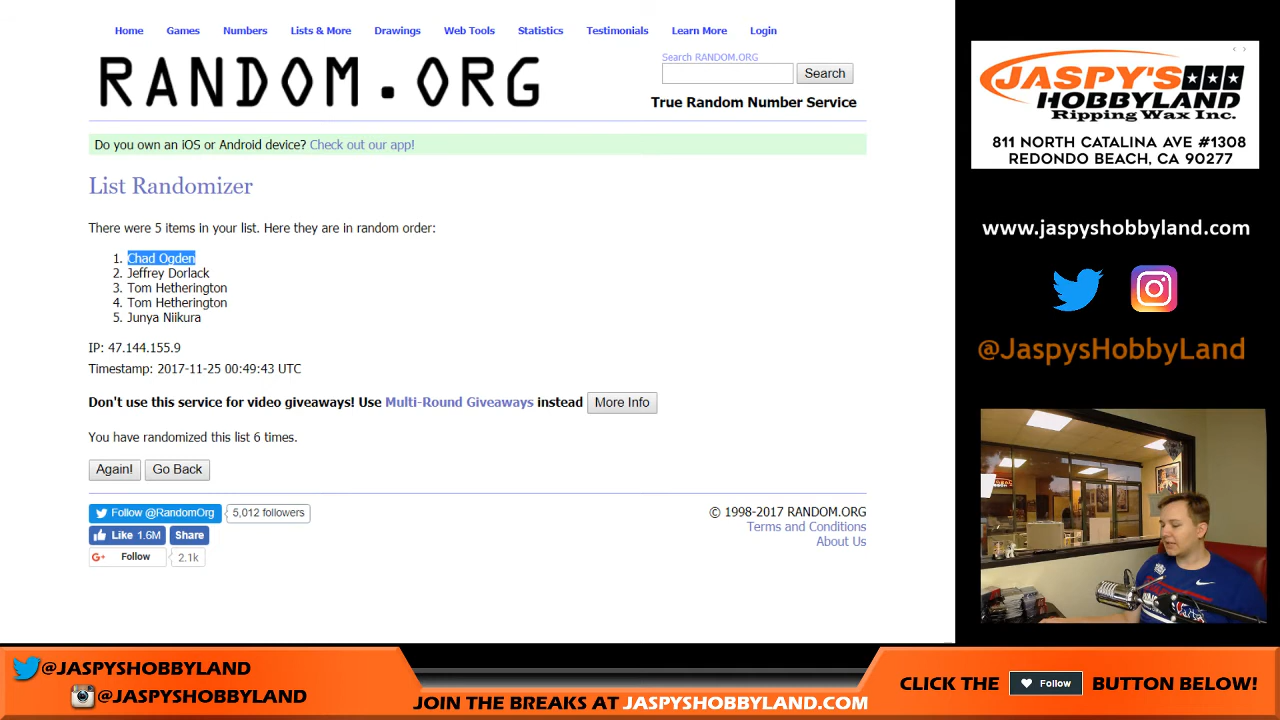 Home Games Numbers Lists & More Drawings Web Tools Statistics Testimonials Learn More Login
RANDOM.ORG
Search RANDOM.ORG
Search
True Random Number Service
Do you own an iOS or Android device? Check out our app!
List Randomizer
There were 5 items in your list. Here they are in random order:
1. Chad Ogden
2. Jeffrey Dorlack
3. Tom Hetherington
4. Tom Hetherington
5. Junya Niikura
IP: 47.144.155.9
Timestamp: 2017-11-25 00:49:43 UTC
Don't use this service for video giveaways! Use Multi-Round Giveaways instead More Info
You have randomized this list 6 times.
Again! Go Back
Follow @RandomOrg 5,012 followers
Like 1.6M Share
G+ Follow 2.1k
© 1998-2017 RANDOM.ORG
Terms and Conditions
About Us
JASPY'S
HOBBYLAND
Ripping Wax Inc.
811 NORTH CATALINA AVE #1308
REDONDO BEACH, CA 90277
www.jaspyshobbyland.com
@JaspysHobbyLand
@JASPYSHOBBYLAND
@JASPYSHOBBYLAND
JOIN THE BREAKS AT JASPYSHOBBYLAND.COM
CLICK THE Follow BUTTON BELOW!